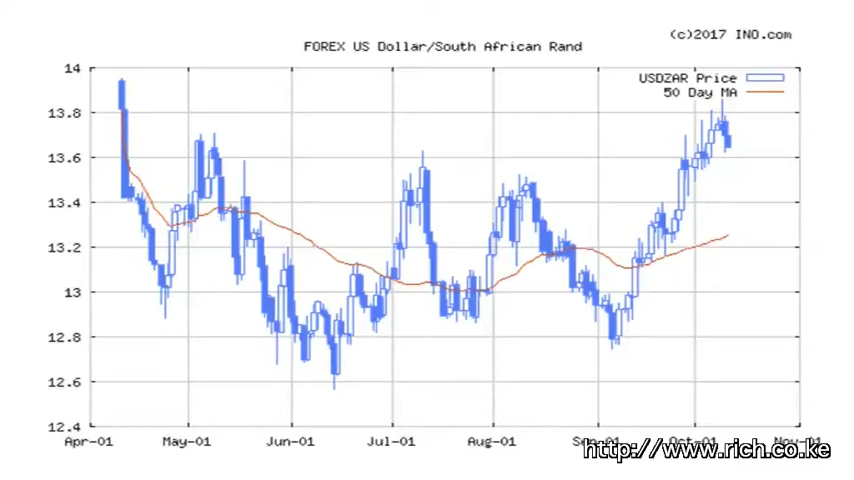 (c)2017 INO.com
FOREX US Dollar/South African Rand
14
USDZAR Price
50 Day MA
13.8
13.6
13.4
13.2
13
12.8
12.6
12.4
Apr-01 May-01 Jun-01 Jul-01 Aug-01 Sep-01 Oct-01 Nov-01
http://www.rich.co.ke